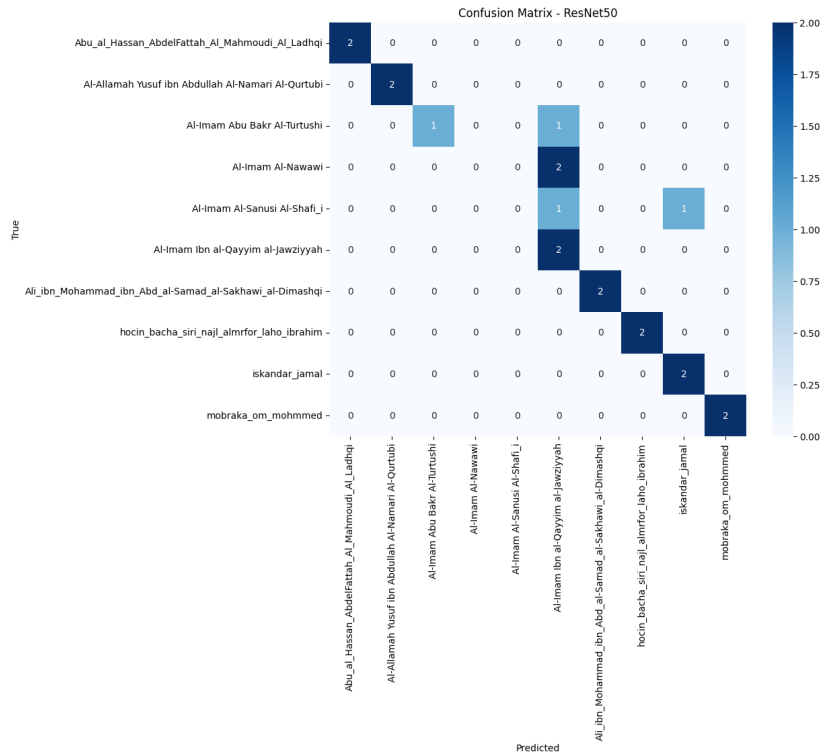 Confusion Matrix - ResNet50
Abu_al_Hassan_AbdelFattah_Al_Mahmoudi_Al_Ladhqi 2 0 0 0 0 0 0 0 0 0
Al-Allamah Yusuf ibn Abdullah Al-Namari Al-Qurtubi 0 2 0 0 0 0 0 0 0 0
Al-Imam Abu Bakr Al-Turtushi 0 0 1 0 0 1 0 0 0 0
Al-Imam Al-Nawawi 0 0 0 0 0 2 0 0 0 0
Al-Imam Al-Sanusi Al-Shafi_i 0 0 0 0 0 1 0 0 1 0
Al-Imam Ibn al-Qayyim al-Jawziyyah 0 0 0 0 0 2 0 0 0 0
Ali_ibn_Mohammad_ibn_Abd_al-Samad_al-Sakhawi_al-Dimashqi 0 0 0 0 0 0 2 0 0 0
hocin_bacha_siri_najl_almrfor_laho_ibrahim 0 0 0 0 0 0 0 2 0 0
iskandar_jamal 0 0 0 0 0 0 0 0 2 0
mobraka_om_mohmmed 0 0 0 0 0 0 0 0 0 2
True
Abu_al_Hassan_AbdelFattah_Al_Mahmoudi_Al_Ladhqi
Al-Allamah Yusuf ibn Abdullah Al-Namari Al-Qurtubi
Al-Imam Abu Bakr Al-Turtushi
Al-Imam Al-Nawawi
Al-Imam Al-Sanusi Al-Shafi_i
Al-Imam Ibn al-Qayyim al-Jawziyyah
Ali_ibn_Mohammad_ibn_Abd_al-Samad_al-Sakhawi_al-Dimashqi
hocin_bacha_siri_najl_almrfor_laho_ibrahim
iskandar_jamal
mobraka_om_mohmmed
Predicted
2.00
1.75
1.50
1.25
1.00
0.75
0.50
0.25
0.00